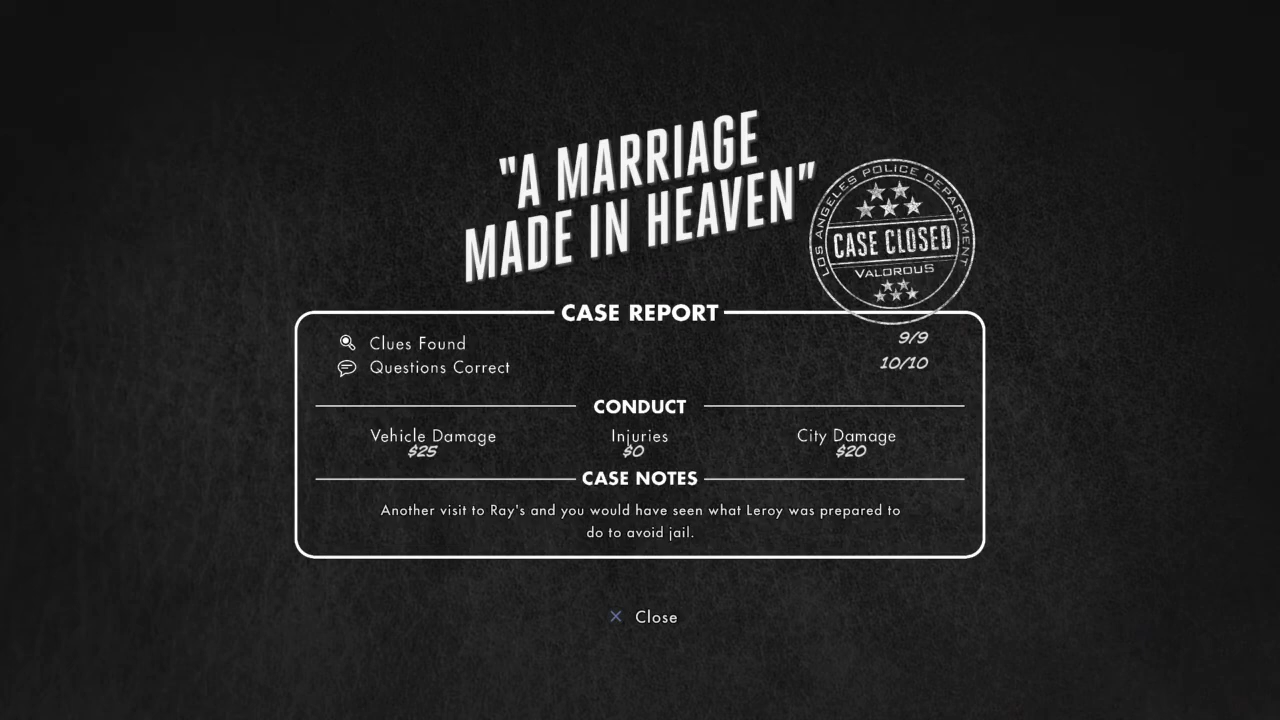 "A MARRIAGE
MADE IN HEAVEN"
LOS ANGELES POLICE DEPARTMENT
CASE CLOSED
VALOROUS
CASE REPORT
Clues Found 9/9
Questions Correct 10/10
CONDUCT
Vehicle Damage Injuries City Damage
$25 $0 $20
CASE NOTES
Another visit to Ray's and you would have seen what Leroy was prepared to
do to avoid jail.
✕ Close